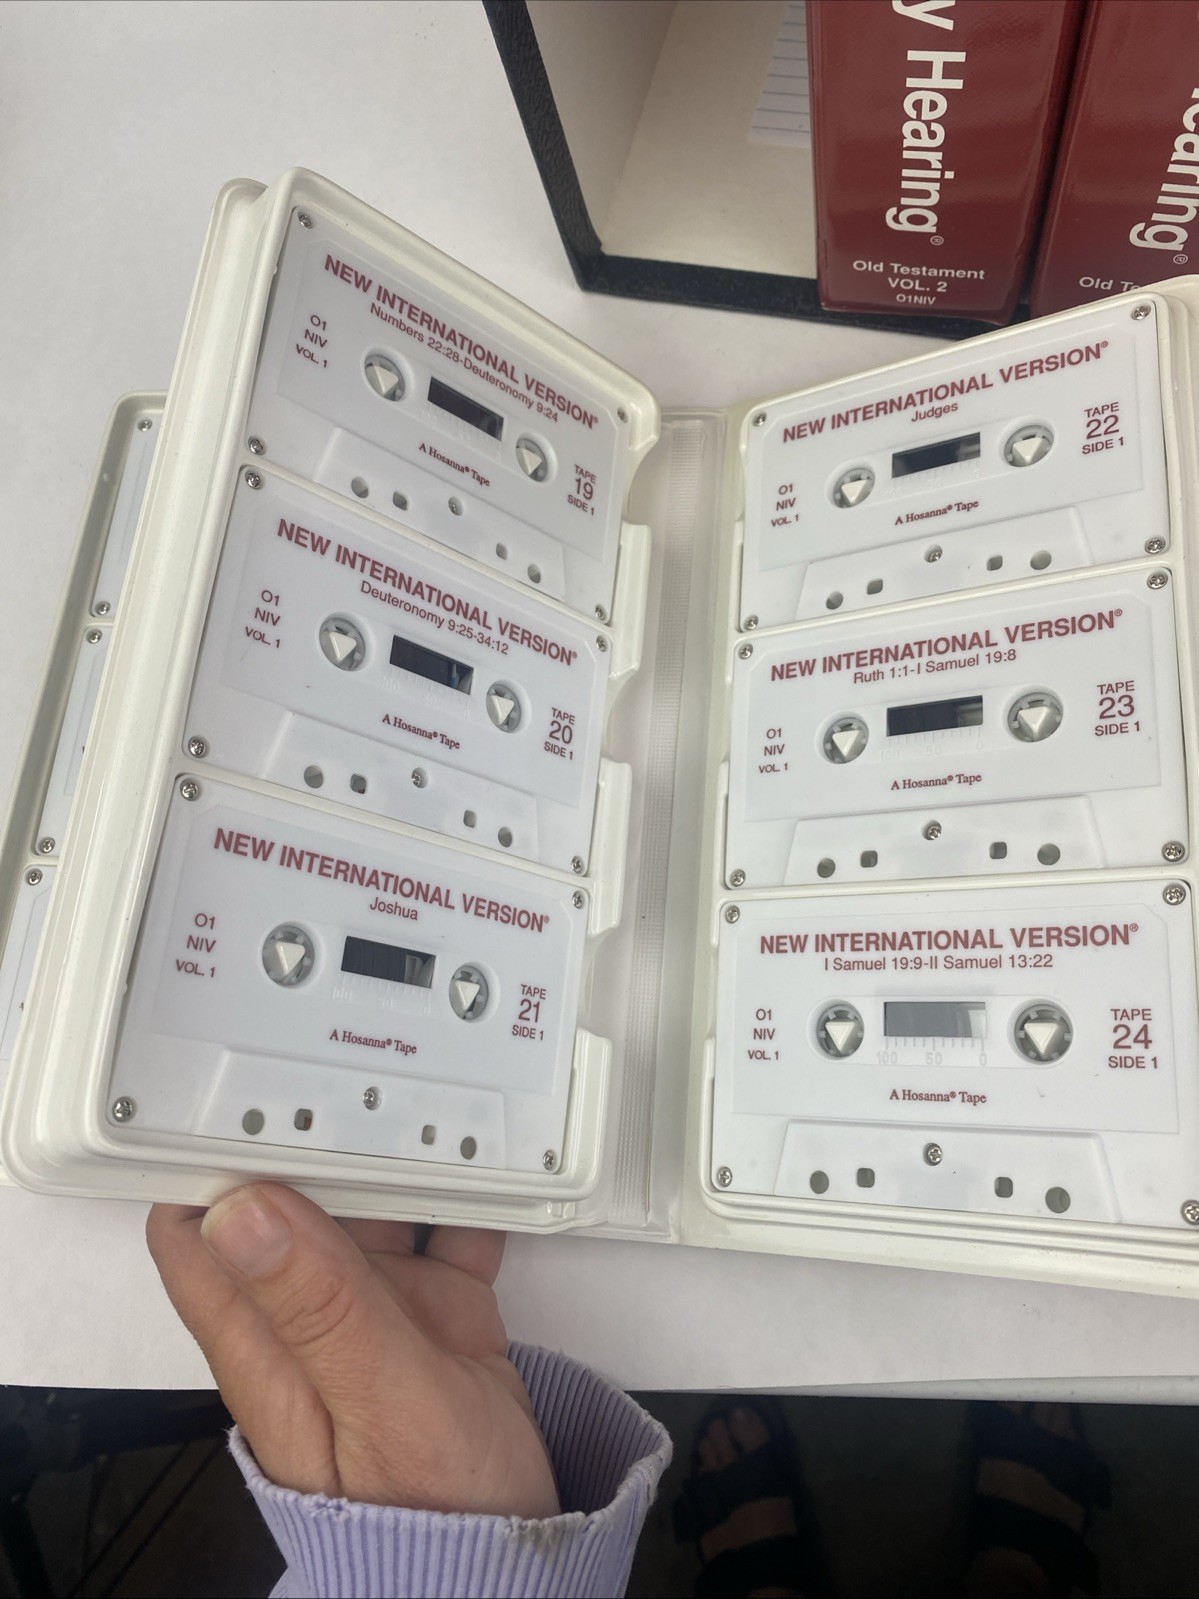 y Hearing®
Old Testament
VOL. 2
O1NIV
earing®
Old
NEW INTERNATIONAL VERSION®
Numbers 22:28-Deuteronomy 9:24
O1
NIV
VOL. 1
A Hosanna® Tape
TAPE
19
SIDE 1
NEW INTERNATIONAL VERSION®
Deuteronomy 9:25-34:12
O1
NIV
VOL. 1
A Hosanna® Tape
TAPE
20
SIDE 1
NEW INTERNATIONAL VERSION®
Joshua
O1
NIV
VOL. 1
100 50 0
A Hosanna® Tape
TAPE
21
SIDE 1
NEW INTERNATIONAL VERSION®
Judges
O1
NIV
VOL. 1
A Hosanna® Tape
TAPE
22
SIDE 1
NEW INTERNATIONAL VERSION®
Ruth 1:1-I Samuel 19:8
O1
NIV
VOL. 1
100 50 0
A Hosanna® Tape
TAPE
23
SIDE 1
NEW INTERNATIONAL VERSION®
I Samuel 19:9-II Samuel 13:22
O1
NIV
VOL. 1
100 50 0
A Hosanna® Tape
TAPE
24
SIDE 1